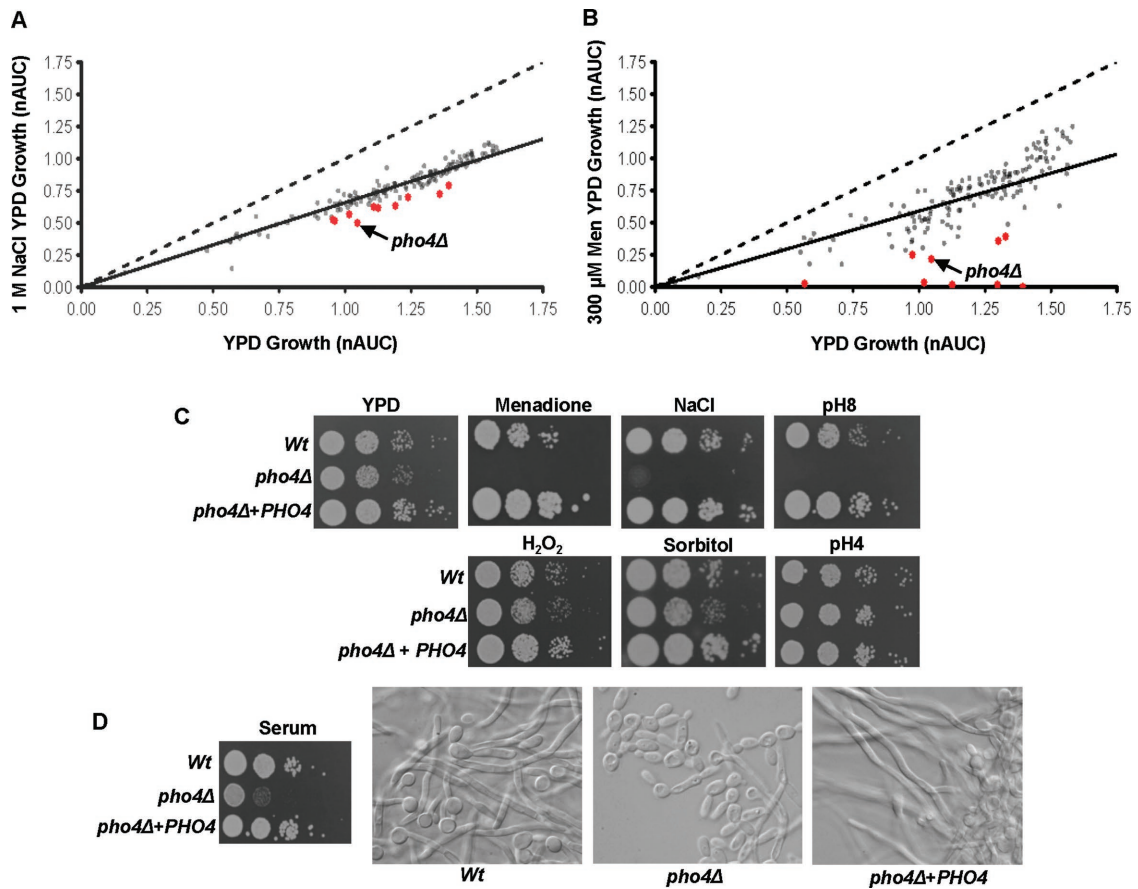 A
1 M NaCl YPD Growth (nAUC)
1.75
1.50
1.25
1.00
0.75
0.50
0.25
0.00
pho4Δ
0.00 0.25 0.50 0.75 1.00 1.25 1.50 1.75
YPD Growth (nAUC)
B
300 µM Men YPD Growth (nAUC)
1.75
1.50
1.25
1.00
0.75
0.50
0.25
0.00
pho4Δ
0.00 0.25 0.50 0.75 1.00 1.25 1.50 1.75
YPD Growth (nAUC)
C
YPD Menadione NaCl pH8
Wt
pho4Δ
pho4Δ+PHO4
H₂O₂ Sorbitol pH4
Wt
pho4Δ
pho4Δ + PHO4
D
Serum
Wt
pho4Δ
pho4Δ+PHO4
Wt pho4Δ pho4Δ+PHO4